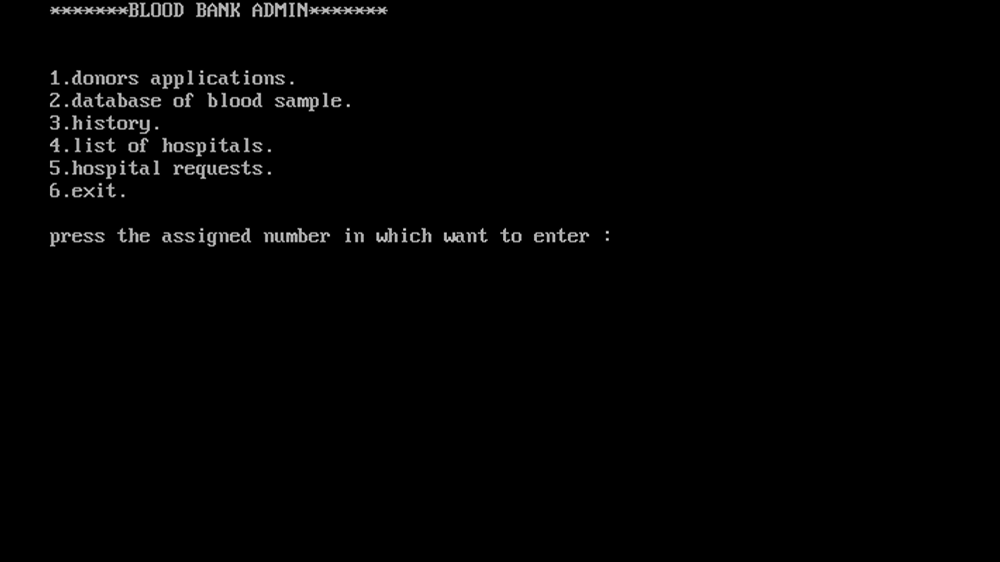 *******BLOOD BANK ADMIN*******
1.donors applications.
2.database of blood sample.
3.history.
4.list of hospitals.
5.hospital requests.
6.exit.
press the assigned number in which want to enter :